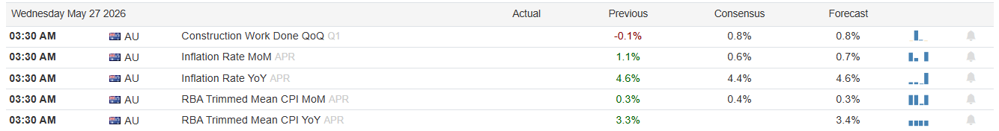 Wednesday May 27 2026 Actual Previous Consensus Forecast
03:30 AM AU Construction Work Done QoQ Q1 -0.1% 0.8% 0.8%
03:30 AM AU Inflation Rate MoM APR 1.1% 0.6% 0.7%
03:30 AM AU Inflation Rate YoY APR 4.6% 4.4% 4.6%
03:30 AM AU RBA Trimmed Mean CPI MoM APR 0.3% 0.4% 0.3%
03:30 AM AU RBA Trimmed Mean CPI YoY APR 3.3% 3.4%